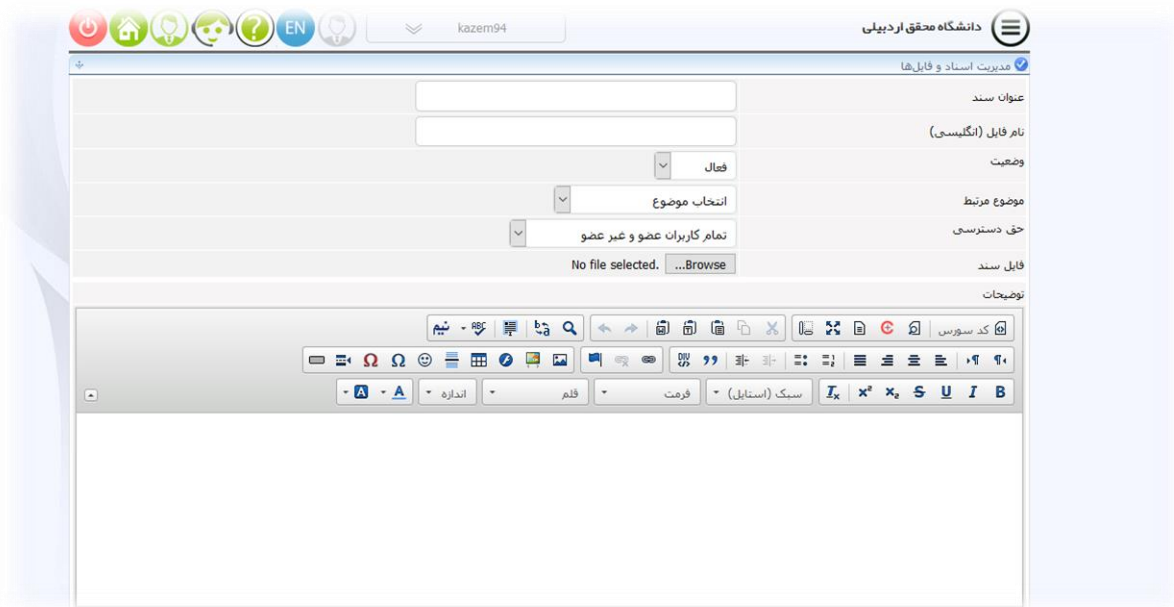 دانشگاه محقق اردبیلی
kazem94
EN
مدیریت اسناد و فایل‌ها
عنوان سند
نام فایل (انگلیسی)
وضعیت
فعال
موضوع مرتبط
انتخاب موضوع
حق دسترسی
تمام کاربران عضو و غیر عضو
فایل سند
Browse...
No file selected.
توضیحات
کد سورس
سبک (استایل)
فرمت
قلم
اندازه